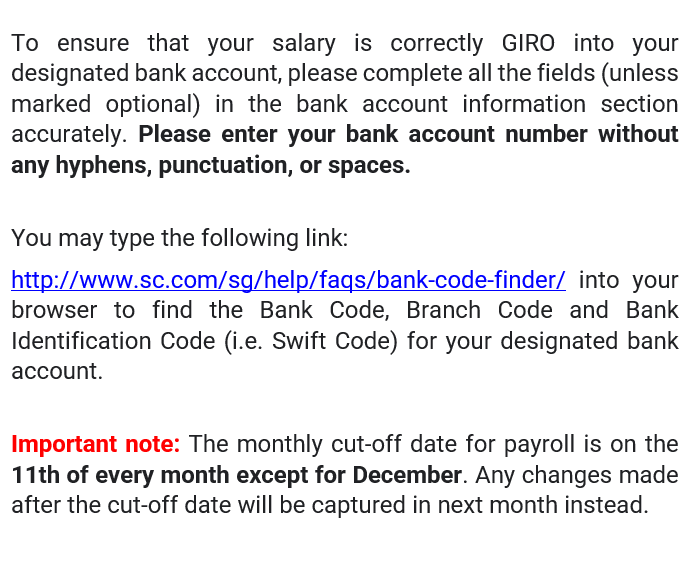 To ensure that your salary is correctly GIRO into your
designated bank account, please complete all the fields (unless
marked optional) in the bank account information section
accurately. Please enter your bank account number without
any hyphens, punctuation, or spaces.
You may type the following link:
http://www.sc.com/sg/help/faqs/bank-code-finder/ into your
browser to find the Bank Code, Branch Code and Bank
Identification Code (i.e. Swift Code) for your designated bank
account.
Important note: The monthly cut-off date for payroll is on the
11th of every month except for December. Any changes made
after the cut-off date will be captured in next month instead.